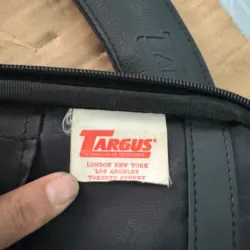 TARGUS
LONDON NEW YORK
LOS ANGELES
TORONTO SYDNEY